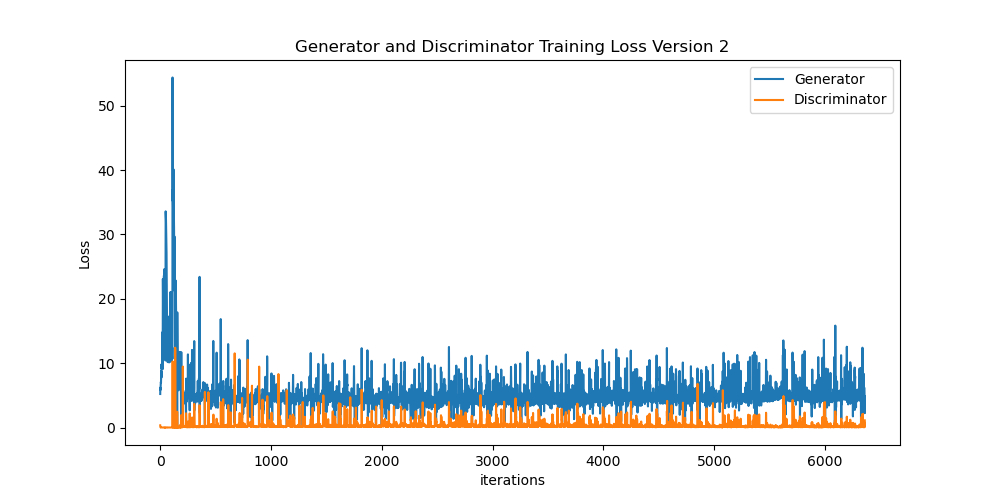 Generator and Discriminator Training Loss Version 2
Generator
Discriminator
Loss
50
40
30
20
10
0
0 1000 2000 3000 4000 5000 6000
iterations